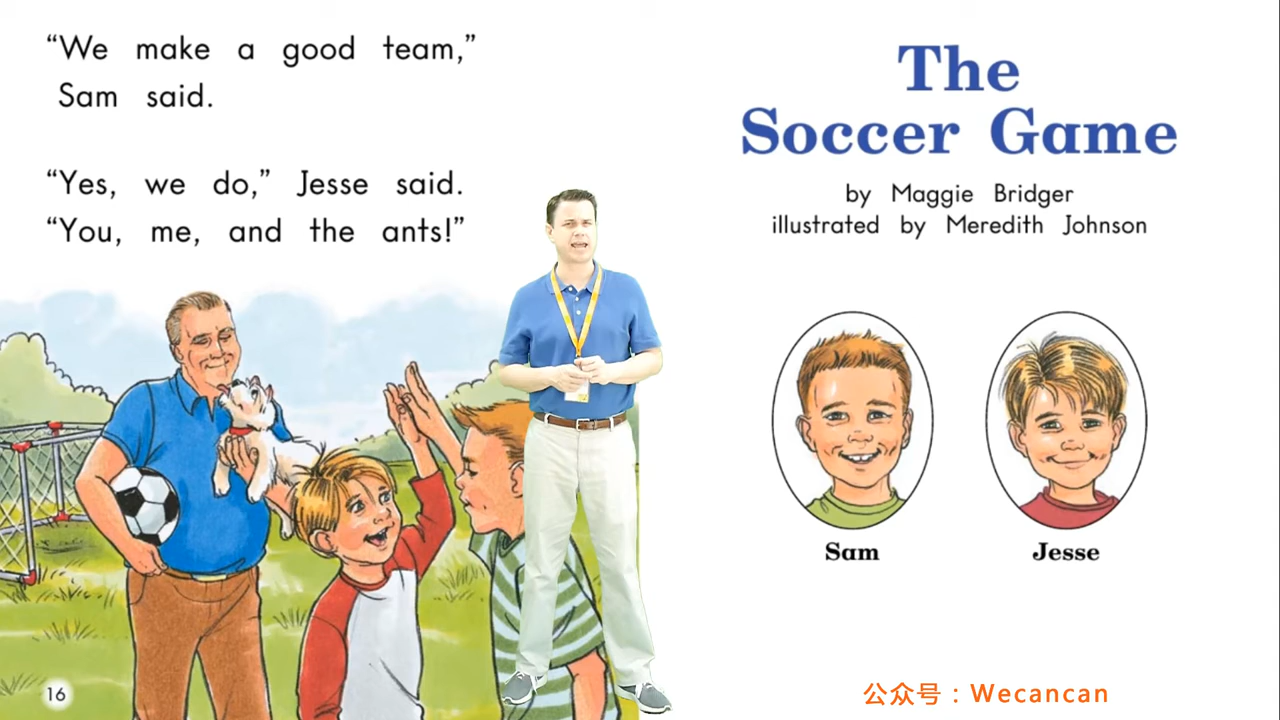 “We make a good team,”
Sam said.
“Yes, we do,” Jesse said.
“You, me, and the ants!”
16
The
Soccer Game
by Maggie Bridger
illustrated by Meredith Johnson
Sam
Jesse
公众号：Wecancan